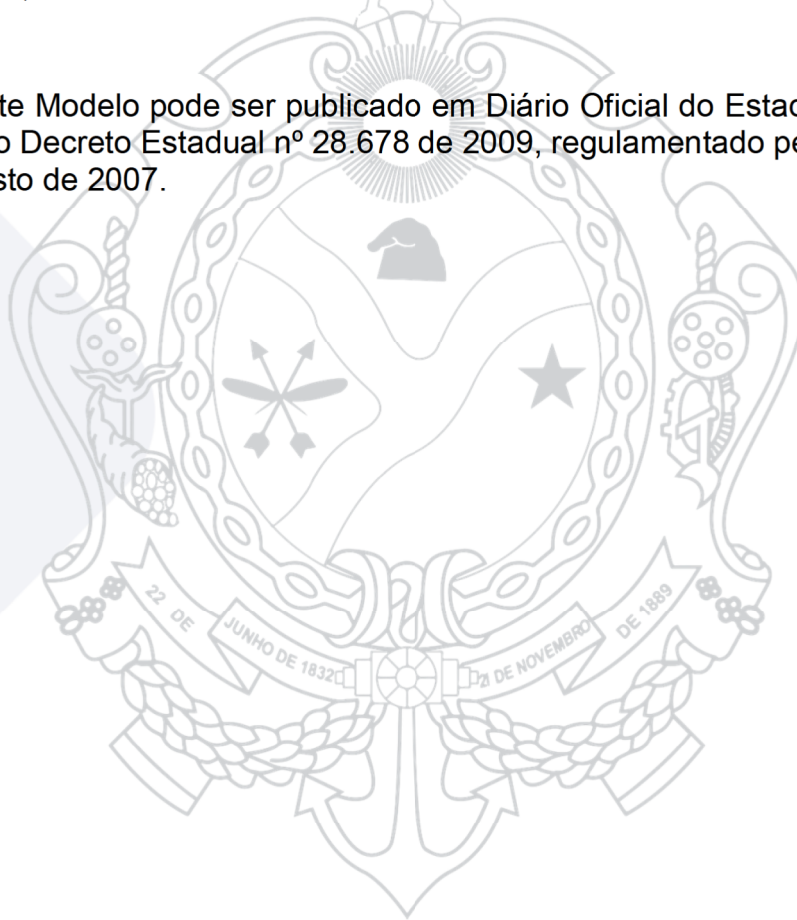 te Modelo pode ser publicado em Diário Oficial do Estad
o Decreto Estadual nº 28.678 de 2009, regulamentado pe
sto de 2007.
22 DE
JUNHO DE 1832
21 DE NOVEMBRO
DE 1889